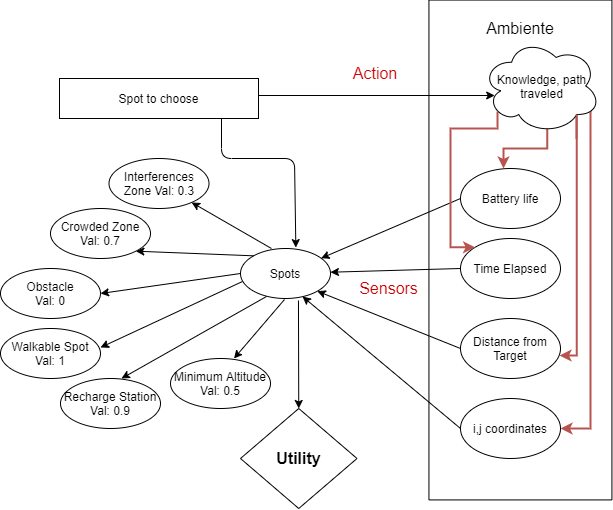 Ambiente
Action
Knowledge, path
traveled
Spot to choose
Interferences
Zone Val: 0.3
Battery life
Crowded Zone
Val: 0.7
Spots
Time Elapsed
Sensors
Obstacle
Val: 0
Walkable Spot
Val: 1
Distance from
Target
Minimum Altitude
Val: 0.5
Recharge Station
Val: 0.9
i,j coordinates
Utility